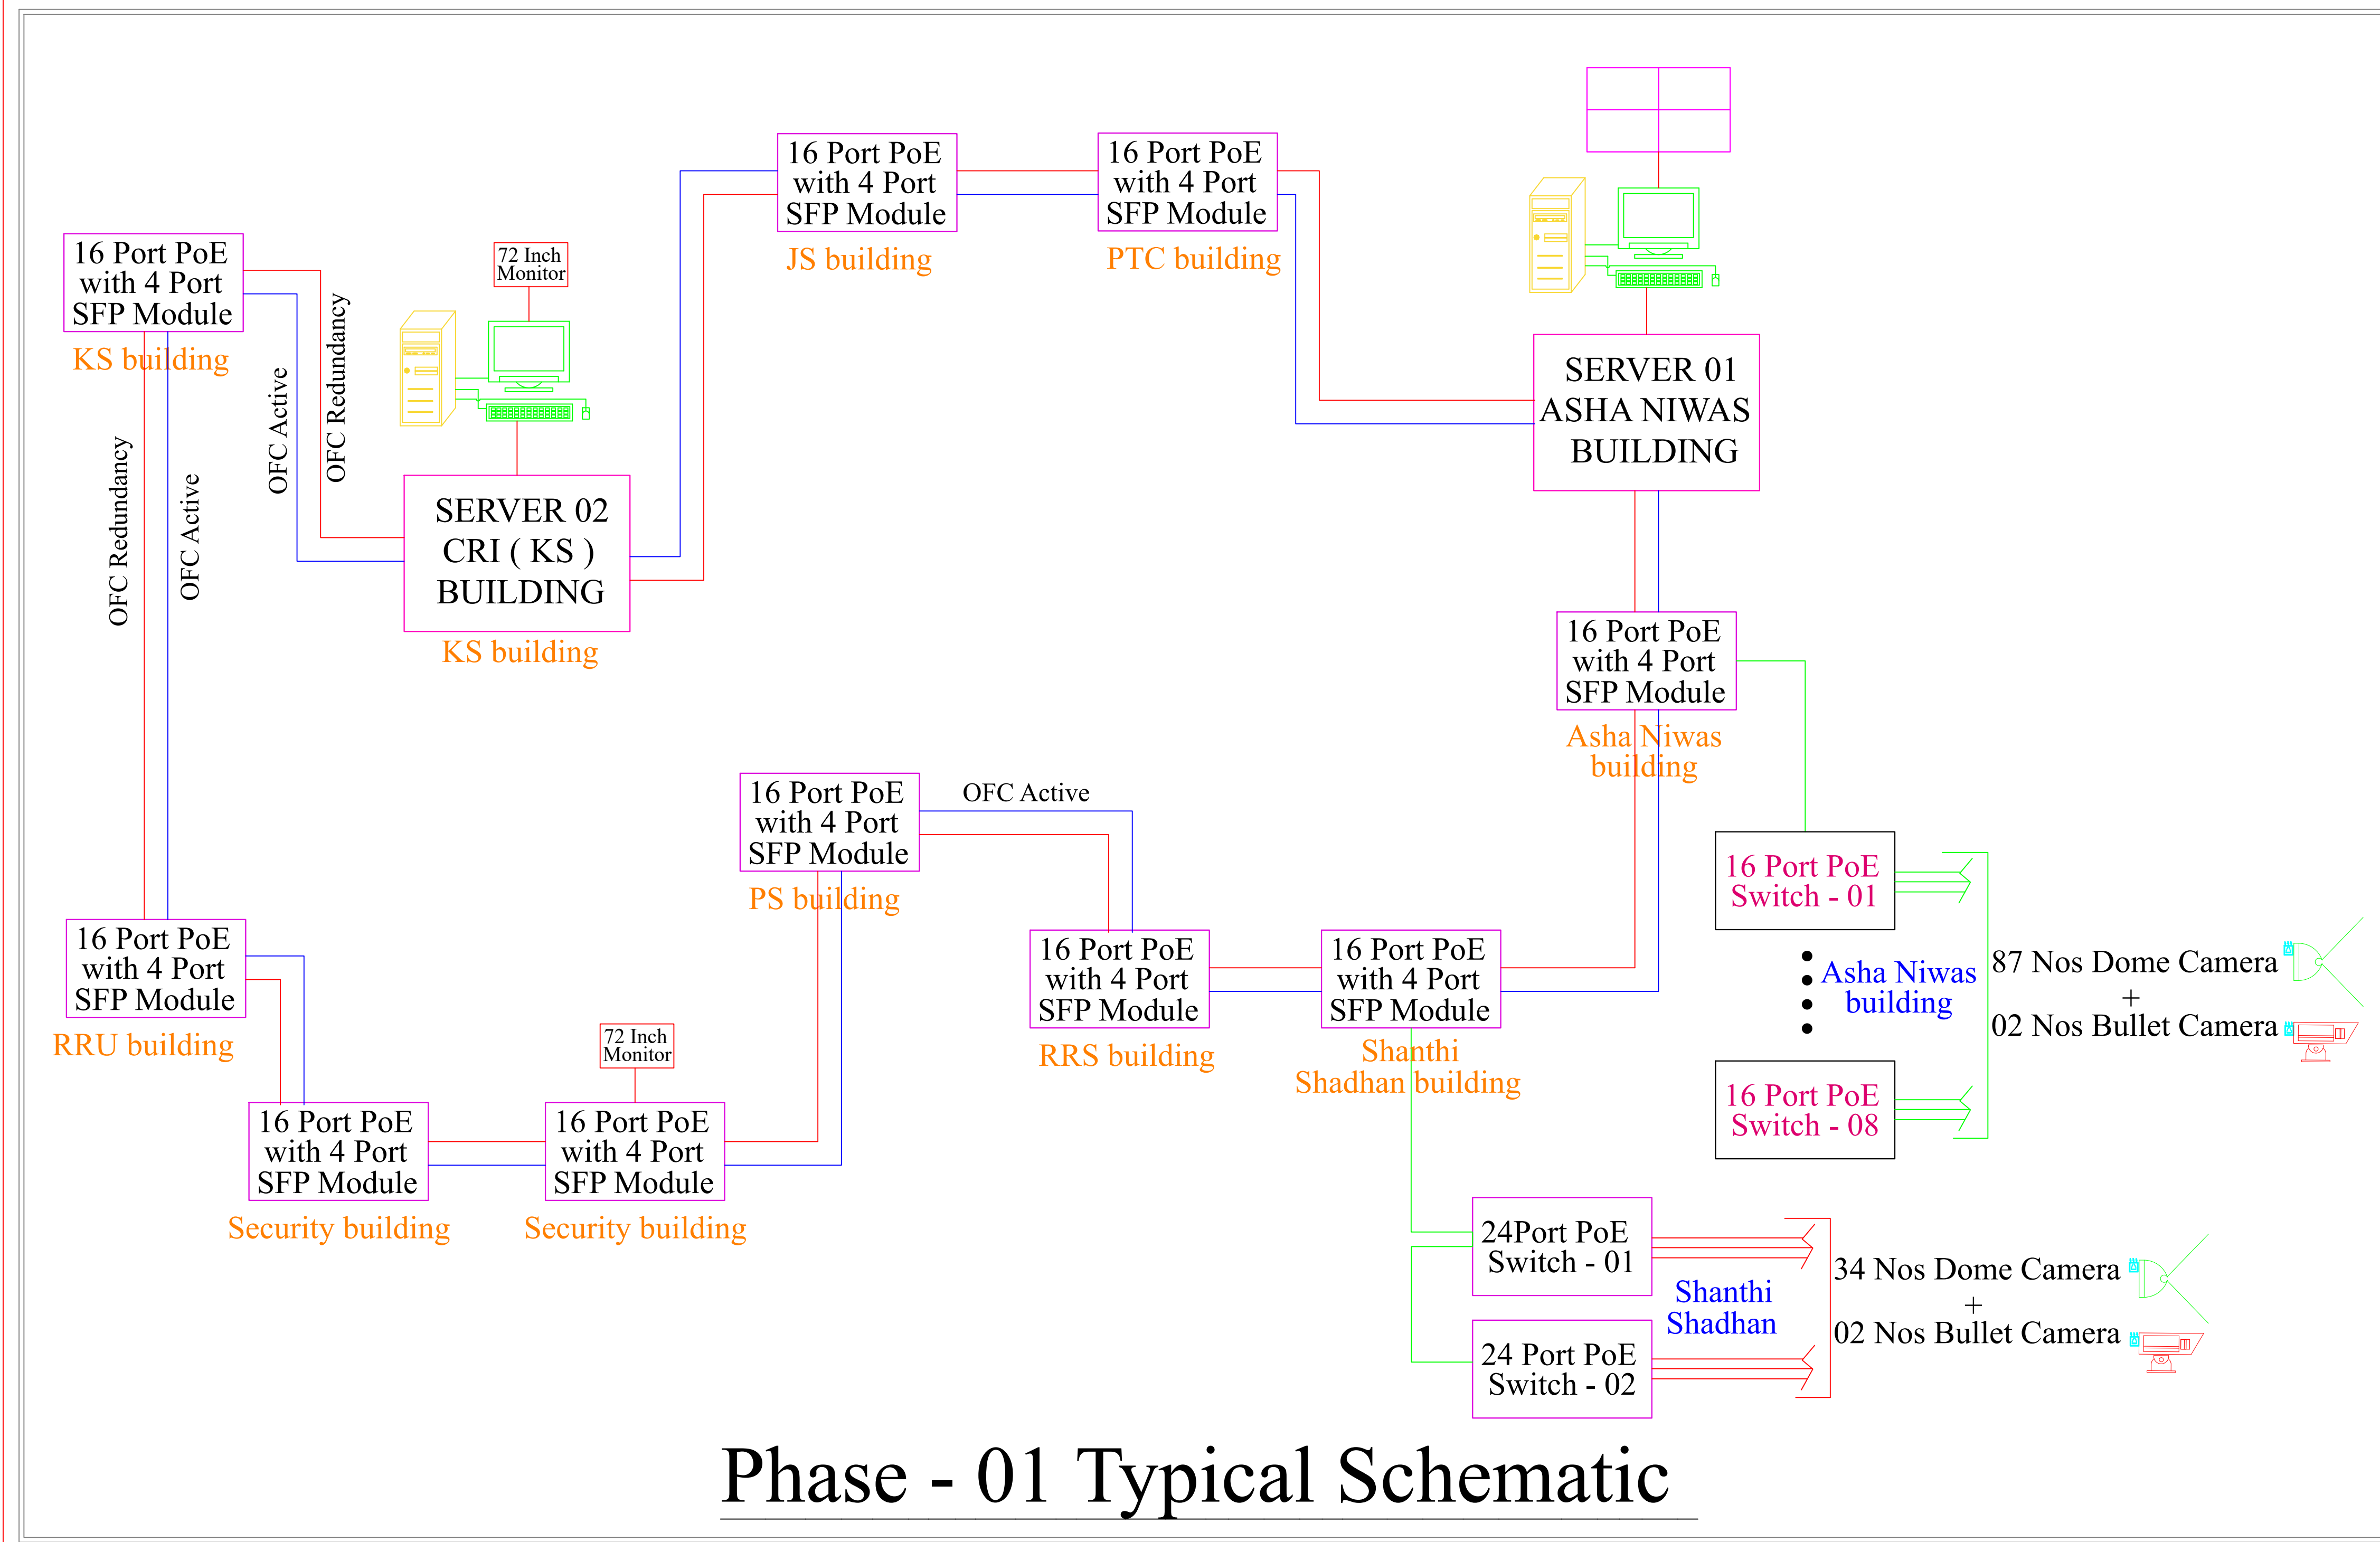 16 Port PoE
with 4 Port
SFP Module
JS building
16 Port PoE
with 4 Port
SFP Module
PTC building
16 Port PoE
with 4 Port
SFP Module
KS building
72 Inch
Monitor
OFC Redundancy
OFC Active
OFC Active
OFC Redundancy
SERVER 02
CRI ( KS )
BUILDING
KS building
SERVER 01
ASHA NIWAS
BUILDING
16 Port PoE
with 4 Port
SFP Module
Asha Niwas
building
16 Port PoE
with 4 Port
SFP Module
PS building
OFC Active
16 Port PoE
with 4 Port
SFP Module
RRU building
16 Port PoE
with 4 Port
SFP Module
RRS building
16 Port PoE
with 4 Port
SFP Module
Shanthi
Shadhan building
16 Port PoE
Switch - 01
Asha Niwas
building
87 Nos Dome Camera
+
02 Nos Bullet Camera
16 Port PoE
Switch - 08
72 Inch
Monitor
16 Port PoE
with 4 Port
SFP Module
Security building
16 Port PoE
with 4 Port
SFP Module
Security building
24Port PoE
Switch - 01
Shanthi
Shadhan
34 Nos Dome Camera
+
02 Nos Bullet Camera
24 Port PoE
Switch - 02
Phase - 01 Typical Schematic